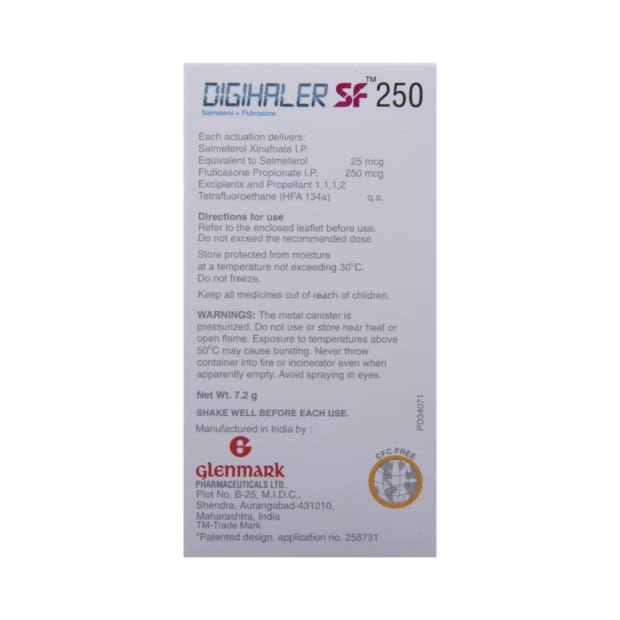 DIGIHALER SF™ 250
Salmeterol + Fluticasone
Each actuation delivers:
Salmeterol Xinafoate I.P.
Equivalent to Salmeterol 25 mcg
Fluticasone Propionate I.P. 250 mcg
Excipients and Propellant 1,1,1,2
Tetrafluoroethane (HFA 134a) q.s.
Directions for use
Refer to the enclosed leaflet before use.
Do not exceed the recommended dose.
Store protected from moisture
at a temperature not exceeding 30°C.
Do not freeze.
Keep all medicines out of reach of children.
WARNINGS: The metal canister is
pressurized. Do not use or store near heat or
open flame. Exposure to temperatures above
50°C may cause bursting. Never throw
container into fire or incinerator even when
apparently empty. Avoid spraying in eyes.
Net Wt. 7.2 g
SHAKE WELL BEFORE EACH USE.
Manufactured in India by :
G
glenmark
PHARMACEUTICALS LTD.
Plot No. B-25, M.I.D.C.,
Shendra, Aurangabad-431210,
Maharashtra, India
TM-Trade Mark
*Patented design, application no. 258731
PD34071
CFC FREE